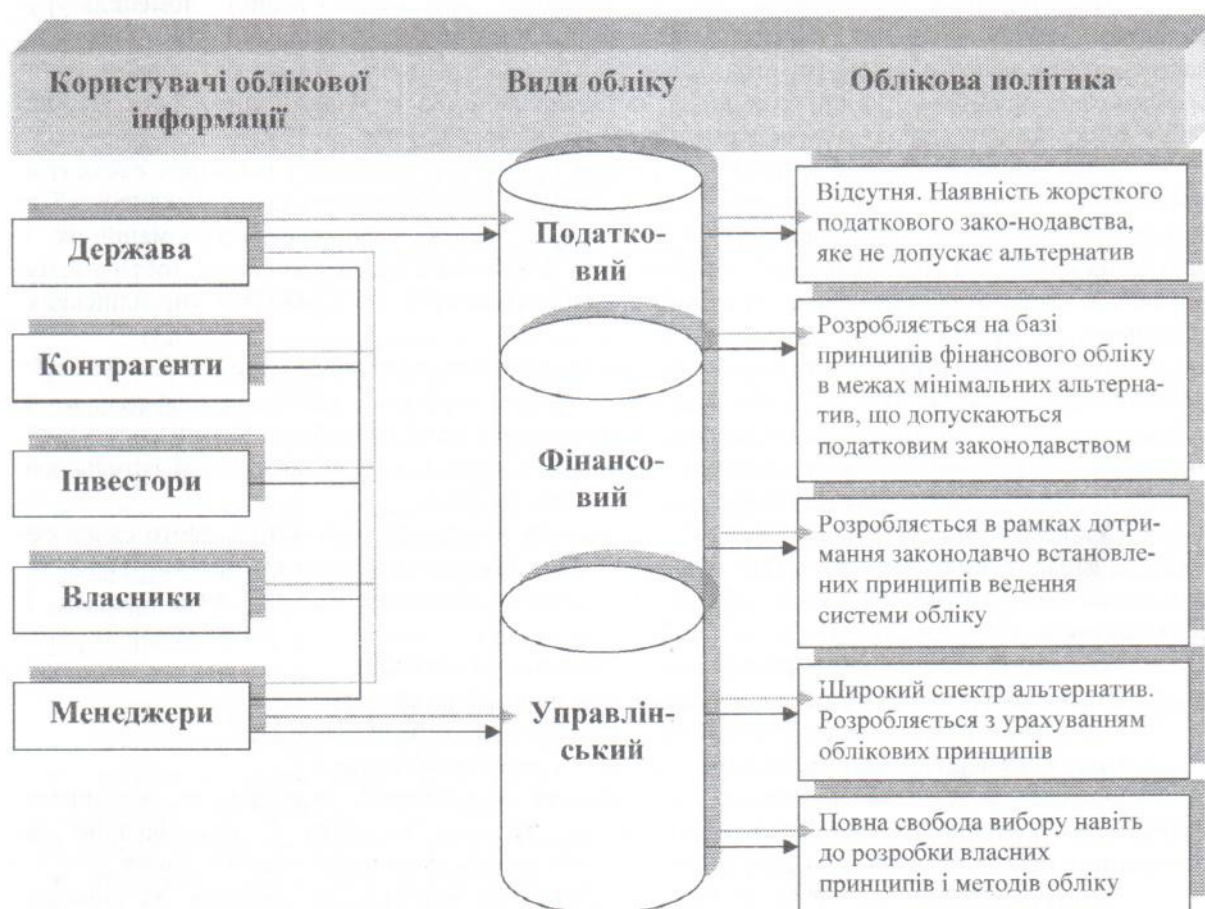 Користувачі облікової
інформації
Види обліку
Облікова політика
Держава
Контрагенти
Інвестори
Власники
Менеджери
Податко-
вий
Фінансо-
вий
Управлін-
ський
Відсутня. Наявність жорсткого
податкового зако-нодавства,
яке не допускає альтернатив
Розробляється на базі
принципів фінансового обліку
в межах мінімальних альтерна-
тив, що допускаються
податковим законодавством
Розробляється в рамках дотри-
мання законодавчо встановле-
них принципів ведення
системи обліку
Широкий спектр альтернатив.
Розробляється з урахуванням
облікових принципів
Повна свобода вибору навіть
до розробки власних
принципів і методів обліку